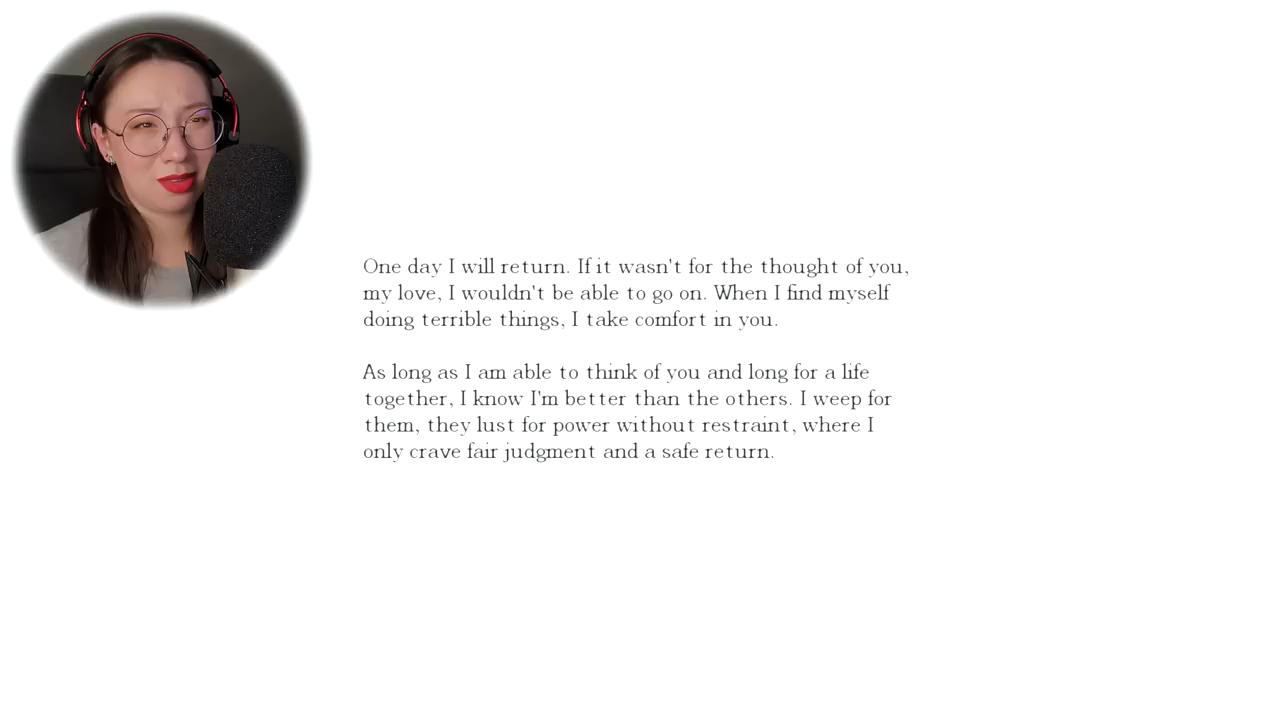 One day I will return. If it wasn't for the thought of you,
my love, I wouldn't be able to go on. When I find myself
doing terrible things, I take comfort in you.
As long as I am able to think of you and long for a life
together, I know I'm better than the others. I weep for
them, they lust for power without restraint, where I
only crave fair judgment and a safe return.